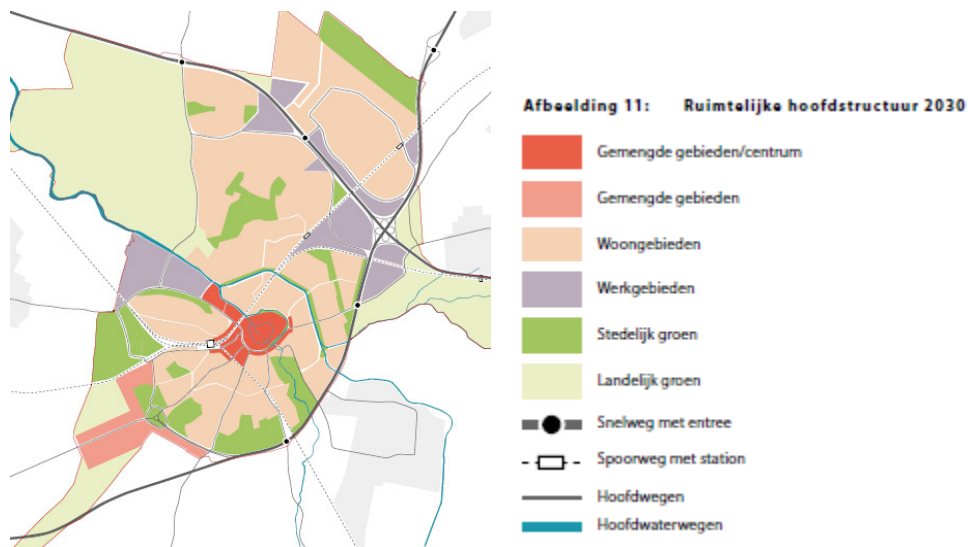 Afbeelding 11: Ruimtelijke hoofdstructuur 2030
Gemengde gebieden/centrum
Gemengde gebieden
Woongebieden
Werkgebieden
Stedelijk groen
Landelijk groen
Snelweg met entree
Spoorweg met station
Hoofdwegen
Hoofdwaterwegen